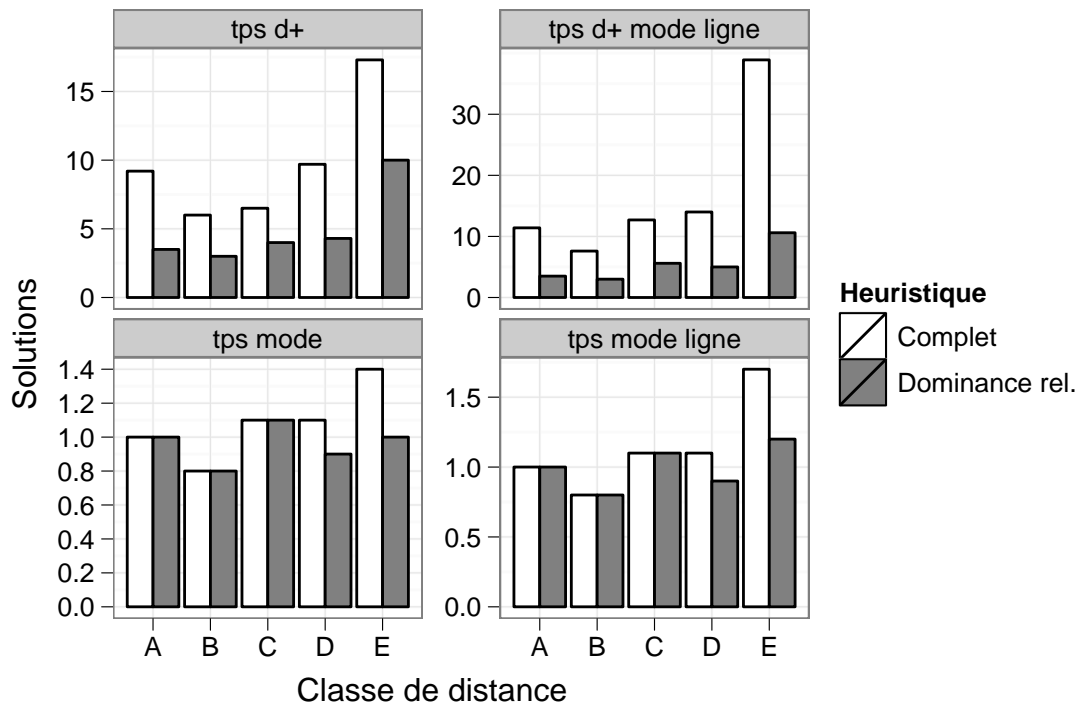 tps d+
tps d+ mode ligne
15
10
5
0
30
20
10
0
tps mode
tps mode ligne
1.4
1.2
1.0
0.8
0.6
0.4
0.2
0.0
1.5
1.0
0.5
0.0
A B C D E
A B C D E
Solutions
Classe de distance
Heuristique
Complet
Dominance rel.